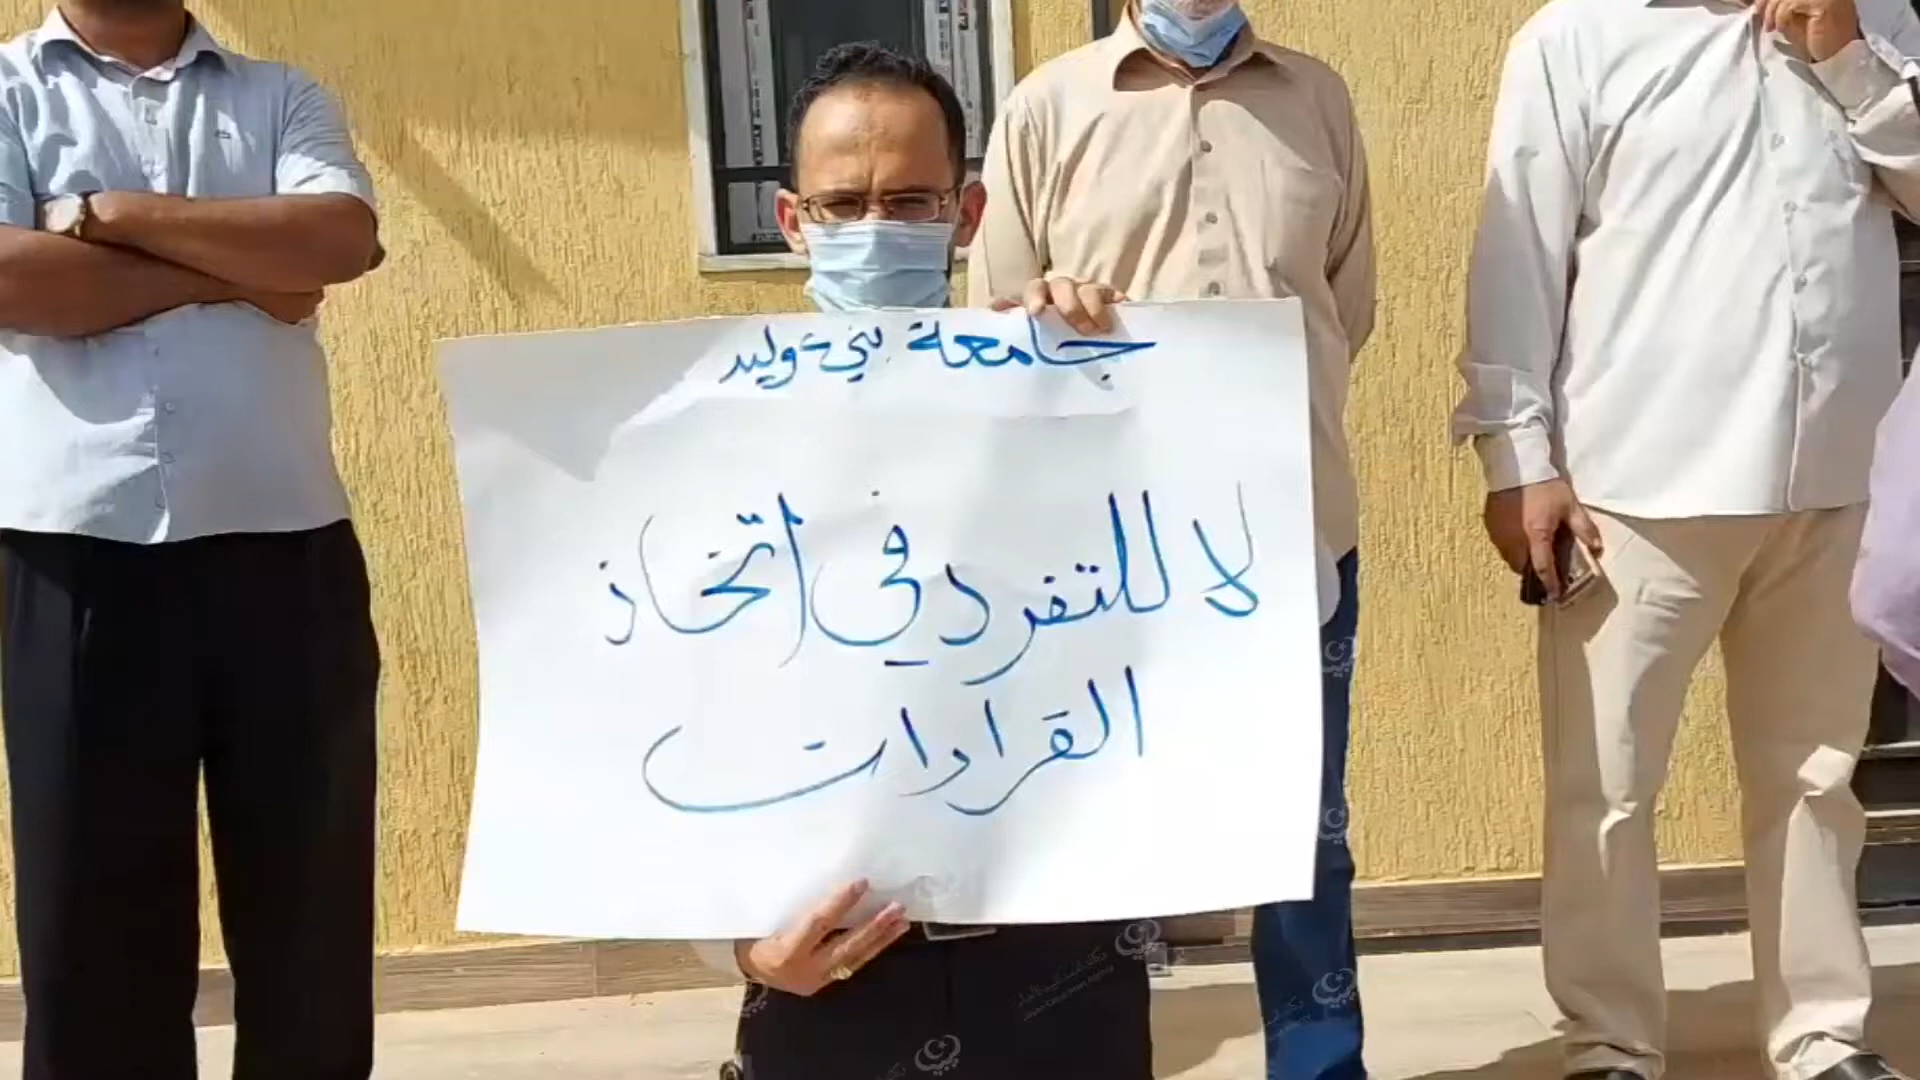 جامعة بني وليد
لا للتفرد في اتخاذ
القرارات